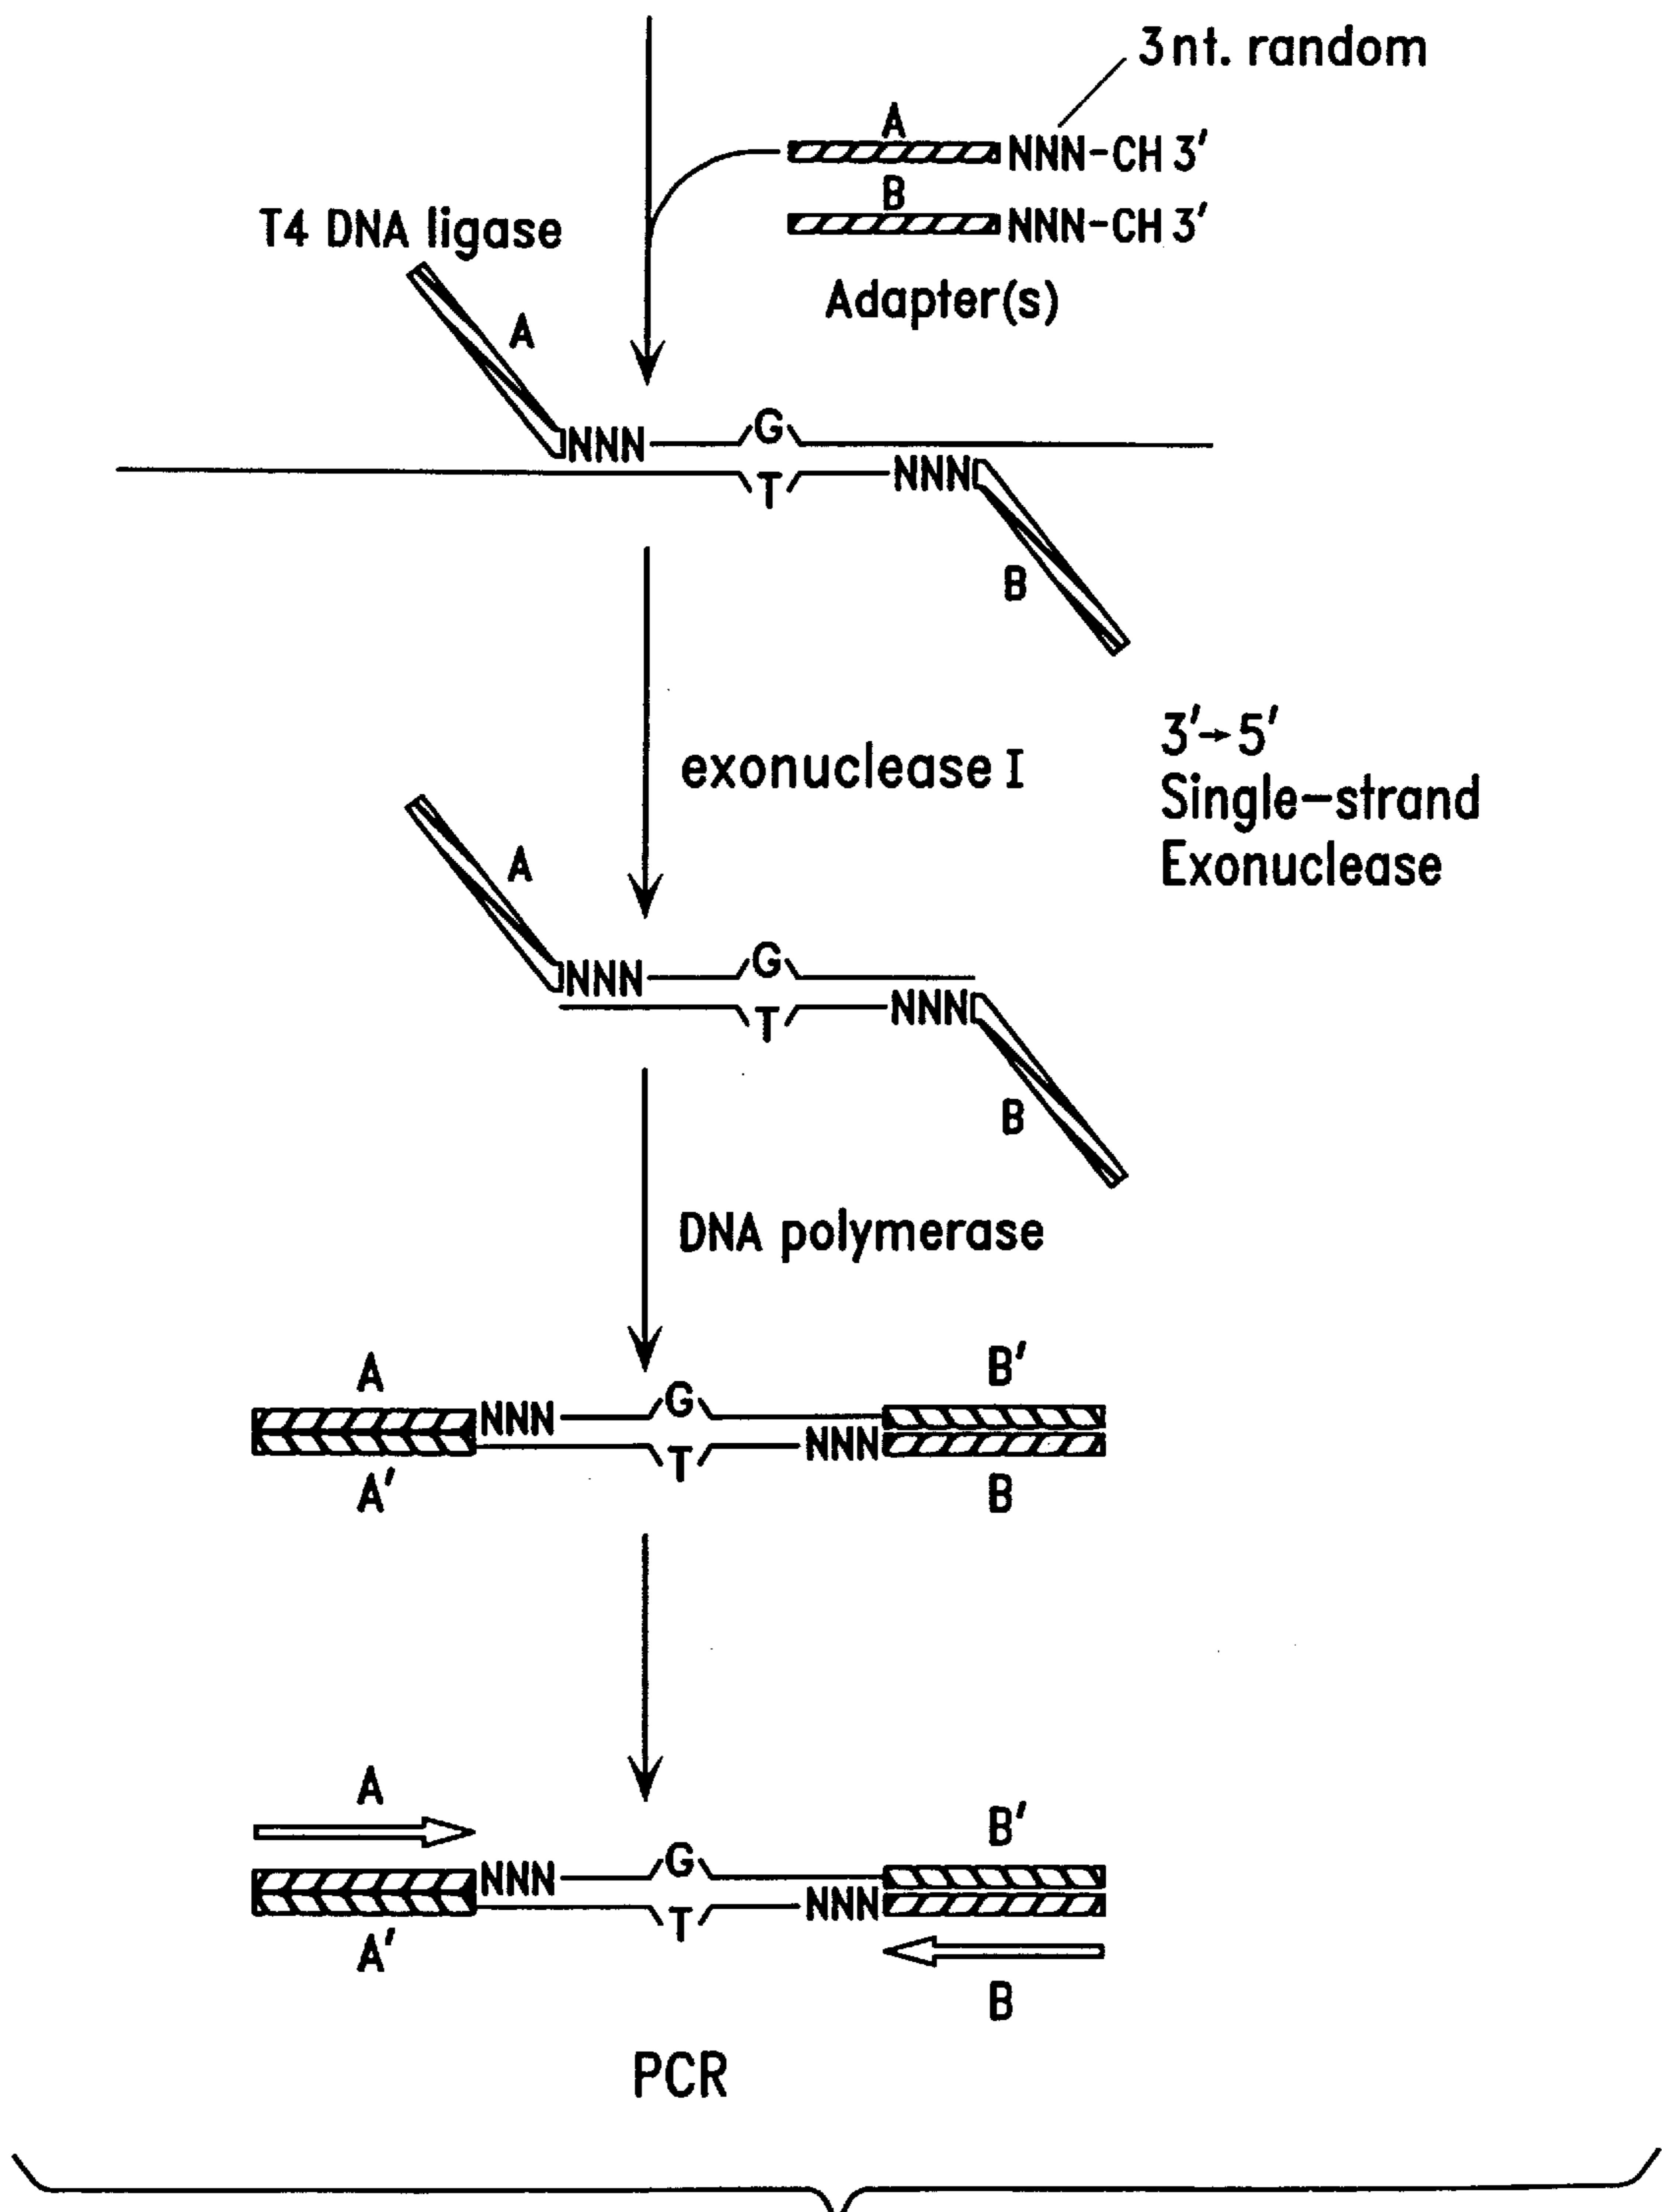 3nt. random
A
NNN-CH 3'
B
NNN-CH 3'
T4 DNA ligase
Adapter(s)
A
NNN
G
T
NNN
B
exonuclease I
3'→5'
Single-strand
Exonuclease
A
NNN
G
T
NNN
B
DNA polymerase
A
B'
NNN
G
T
NNN
A'
B
A
B'
NNN
G
T
NNN
A'
B
PCR